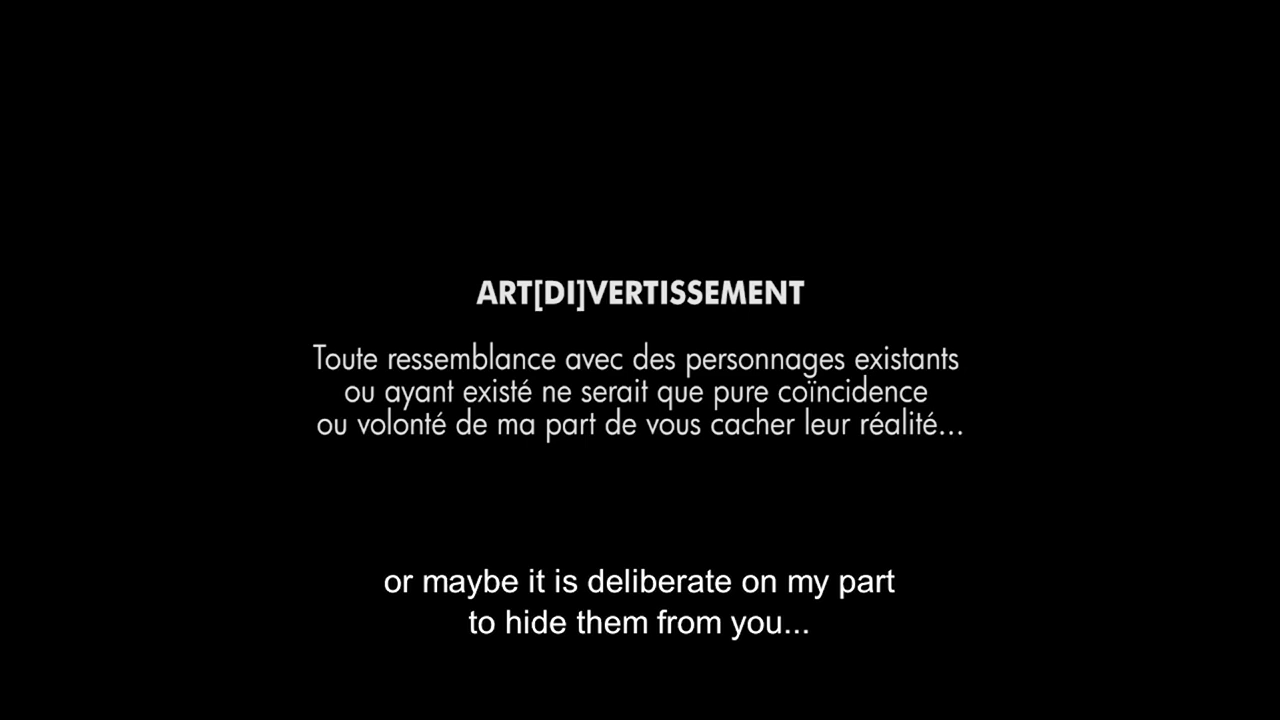 ART[DI]VERTISSEMENT
Toute ressemblance avec des personnages existants
ou ayant existé ne serait que pure coïncidence
ou volonté de ma part de vous cacher leur réalité...
or maybe it is deliberate on my part
to hide them from you...